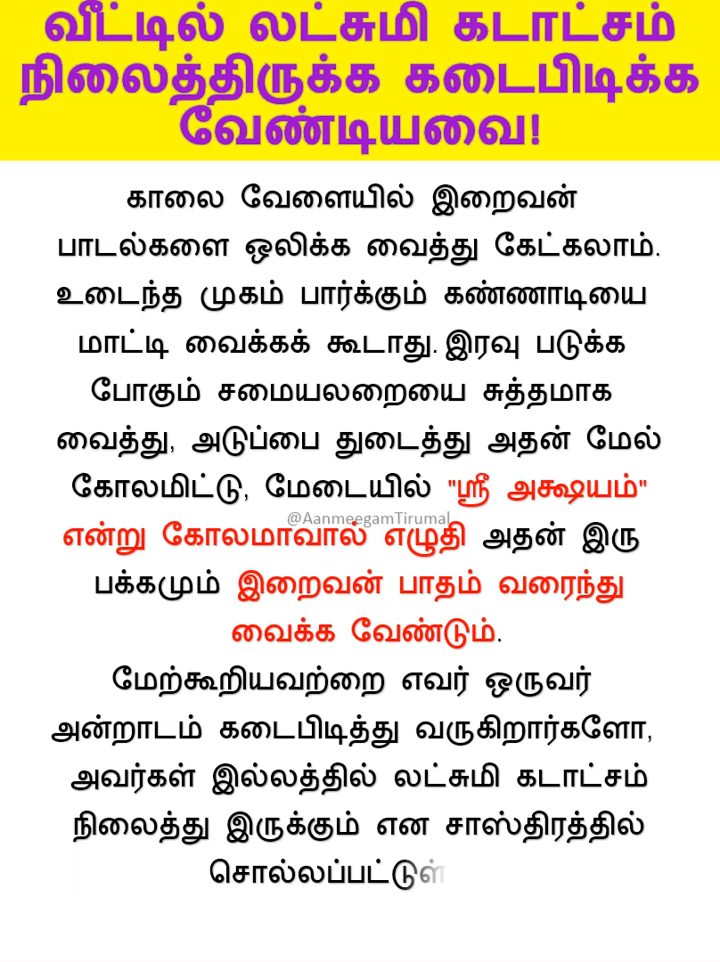 வீட்டில் லட்சுமி கடாட்சம்
நிலைத்திருக்க கடைபிடிக்க
வேண்டியவை!
காலை வேளையில் இறைவன்
பாடல்களை ஒலிக்க வைத்து கேட்கலாம்.
உடைந்த முகம் பார்க்கும் கண்ணாடியை
மாட்டி வைக்கக் கூடாது. இரவு படுக்க
போகும் சமையலறையை சுத்தமாக
வைத்து, அடுப்பை துடைத்து அதன் மேல்
கோலமிட்டு, மேடையில் "ஸ்ரீ அக்ஷயம்"
@AanmeegamTirumal
என்று கோலமாவால் எழுதி அதன் இரு
பக்கமும் இறைவன் பாதம் வரைந்து
வைக்க வேண்டும்.
மேற்கூறியவற்றை எவர் ஒருவர்
அன்றாடம் கடைபிடித்து வருகிறார்களோ,
அவர்கள் இல்லத்தில் லட்சுமி கடாட்சம்
நிலைத்து இருக்கும் என சாஸ்திரத்தில்
சொல்லப்பட்டுள்